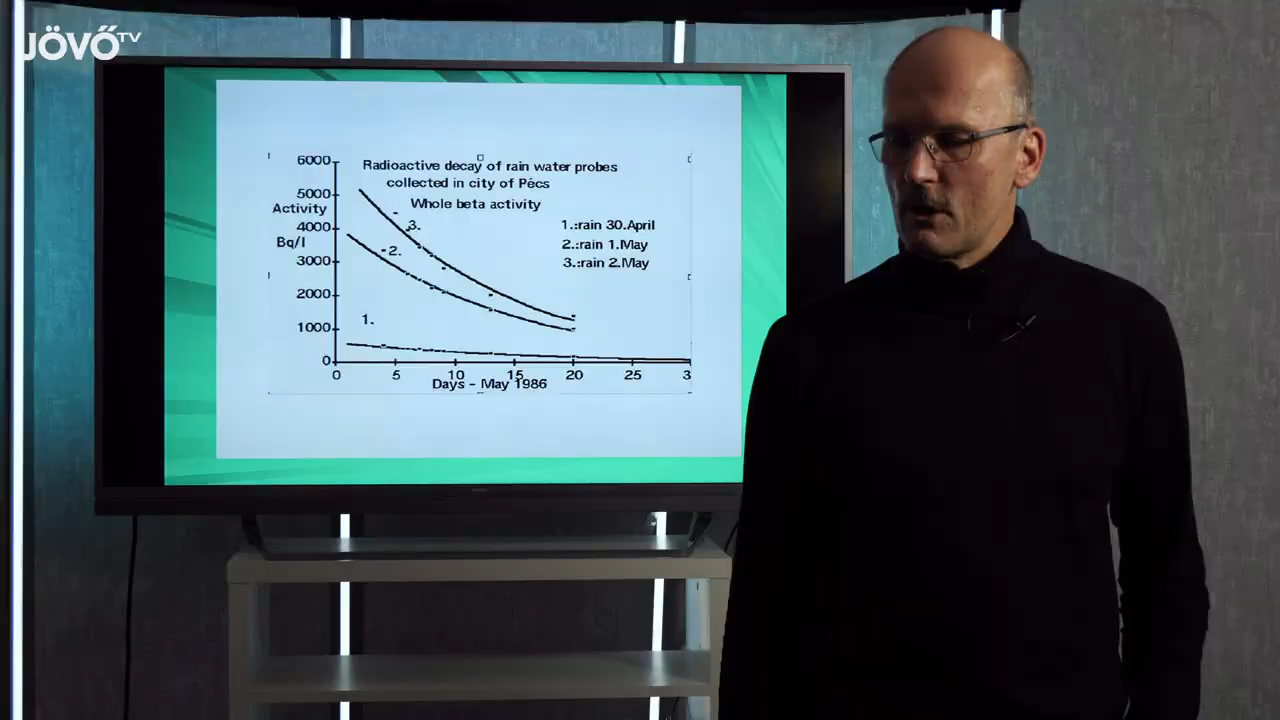 JÖVŐTV
6000
Radioactive decay of rain water probes
collected in city of Pécs
5000
Whole beta activity
Activity
4000
3.
1.:rain 30.April
Bq/l
2.
2.:rain 1.May
3000
3.:rain 2.May
2000
1.
1000
0
0 5 10 15 20 25 3
Days - May 1986